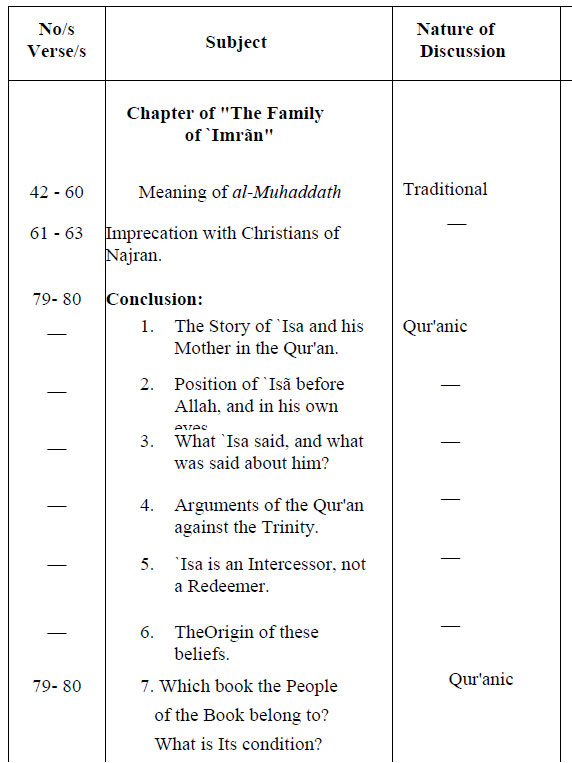 No/s
Verse/s
Subject
Nature of
Discussion
Chapter of "The Family
of `Imrãn"
42 - 60
Meaning of al-Muhaddath
Traditional
61 - 63
Imprecation with Christians of
Najran.
—
79- 80
Conclusion:
—
1. The Story of `Isa and his
Mother in the Qur'an.
Qur'anic
—
2. Position of `Isã before
Allah, and in his own
eyes
—
—
3. What `Isa said, and what
was said about him?
—
—
4. Arguments of the Qur'an
against the Trinity.
—
—
5. `Isa is an Intercessor, not
a Redeemer.
—
—
6. TheOrigin of these
beliefs.
—
79- 80
7. Which book the People
of the Book belong to?
What is Its condition?
Qur'anic